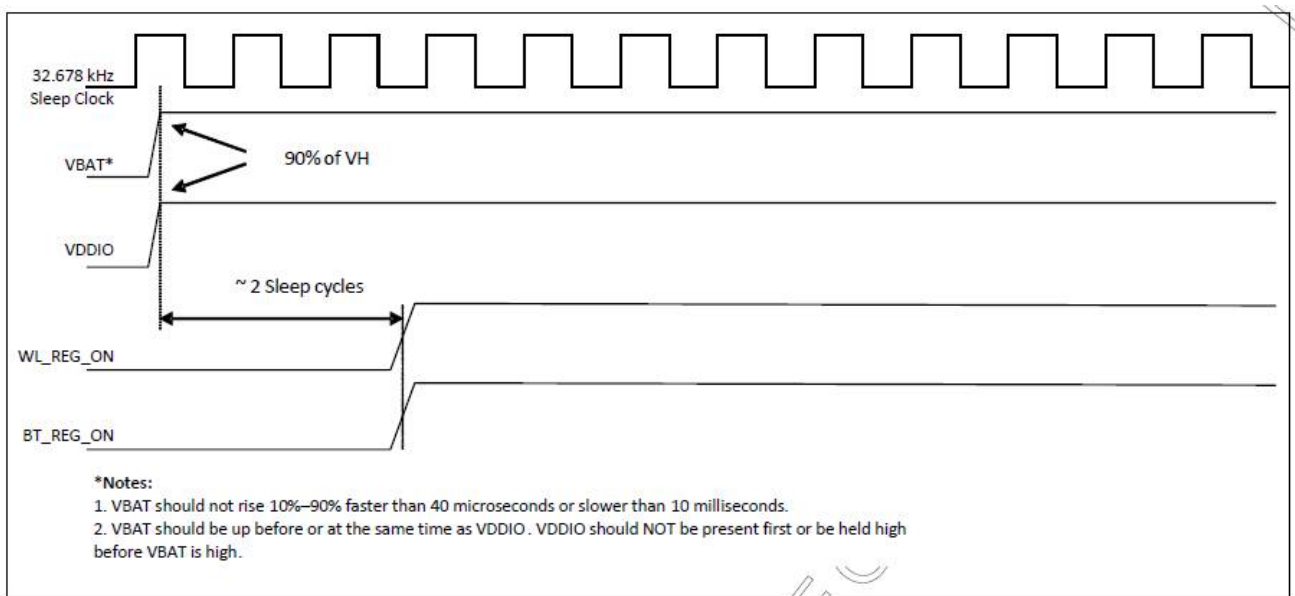 32.678 kHz
Sleep Clock
VBAT*
90% of VH
VDDIO
~ 2 Sleep cycles
WL_REG_ON
BT_REG_ON
*Notes:
1. VBAT should not rise 10%–90% faster than 40 microseconds or slower than 10 milliseconds.
2. VBAT should be up before or at the same time as VDDIO. VDDIO should NOT be present first or be held high
before VBAT is high.